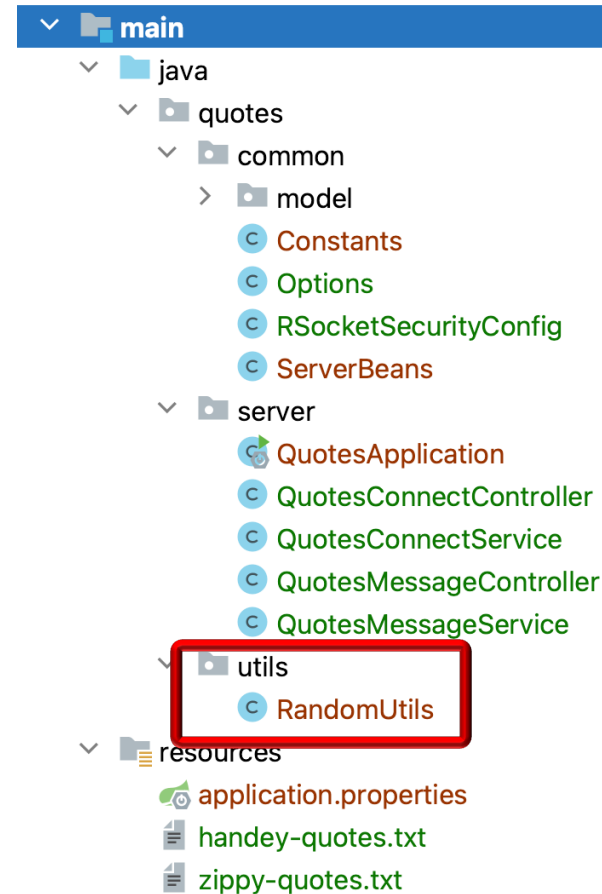 main
java
quotes
common
model
C Constants
C Options
C RSocketSecurityConfig
C ServerBeans
server
C QuotesApplication
C QuotesConnectController
C QuotesConnectService
C QuotesMessageController
C QuotesMessageService
utils
C RandomUtils
resources
application.properties
handey-quotes.txt
zippy-quotes.txt